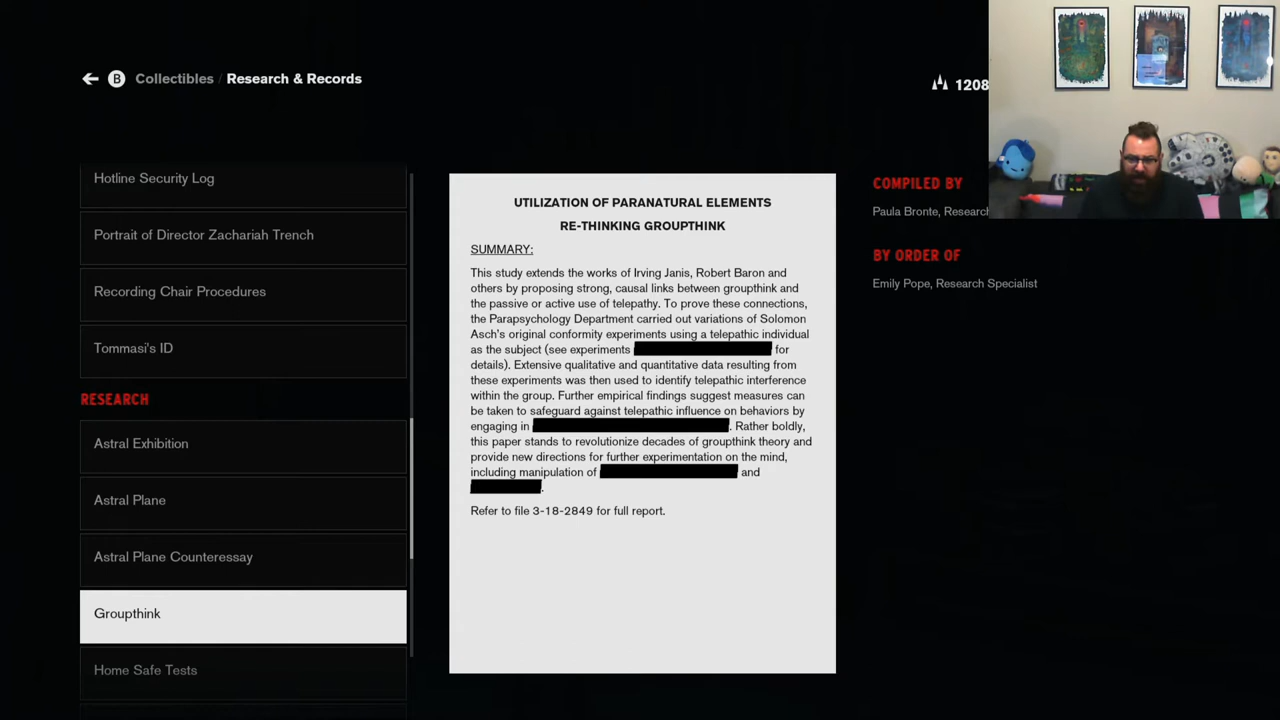 B Collectibles / Research & Records
1208
Hotline Security Log
Portrait of Director Zachariah Trench
Recording Chair Procedures
Tommasi's ID
RESEARCH
Astral Exhibition
Astral Plane
Astral Plane Counteressay
Groupthink
Home Safe Tests
UTILIZATION OF PARANATURAL ELEMENTS
RE-THINKING GROUPTHINK
SUMMARY:
This study extends the works of Irving Janis, Robert Baron and
others by proposing strong, causal links between groupthink and
the passive or active use of telepathy. To prove these connections,
the Parapsychology Department carried out variations of Solomon
Asch's original conformity experiments using a telepathic individual
as the subject (see experiments for
details). Extensive qualitative and quantitative data resulting from
these experiments was then used to identify telepathic interference
within the group. Further empirical findings suggest measures can
be taken to safeguard against telepathic influence on behaviors by
engaging in . Rather boldly,
this paper stands to revolutionize decades of groupthink theory and
provide new directions for further experimentation on the mind,
including manipulation of and
.
Refer to file 3-18-2849 for full report.
COMPILED BY
Paula Bronte, Research
BY ORDER OF
Emily Pope, Research Specialist